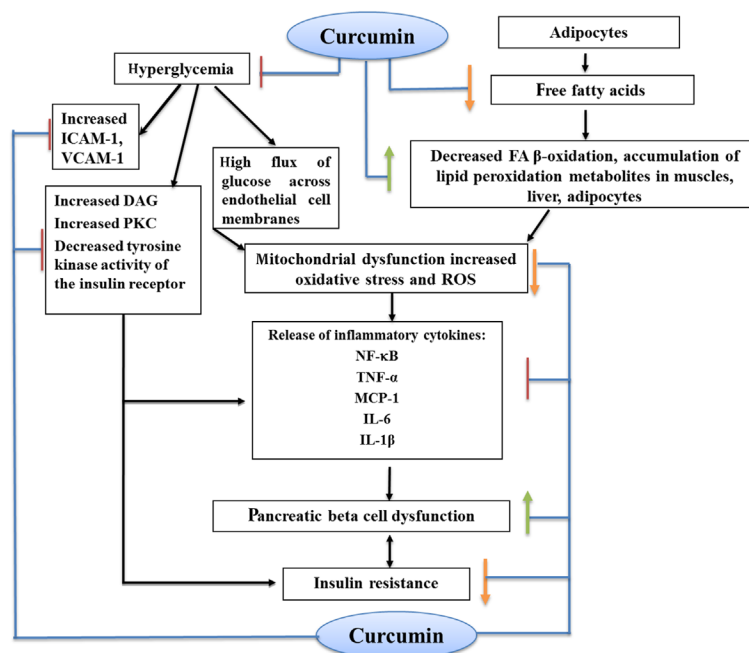 Curcumin
Adipocytes
Hyperglycemia
Free fatty acids
Increased
ICAM-1,
VCAM-1
High flux of
glucose across
endothelial cell
membranes
Decreased FA β-oxidation, accumulation of
lipid peroxidation metabolites in muscles,
liver, adipocytes
Increased DAG
Increased PKC
Decreased tyrosine
kinase activity of
the insulin receptor
Mitochondrial dysfunction increased
oxidative stress and ROS
Release of inflammatory cytokines:
NF-κB
TNF-α
MCP-1
IL-6
IL-1β
Pancreatic beta cell dysfunction
Insulin resistance
Curcumin